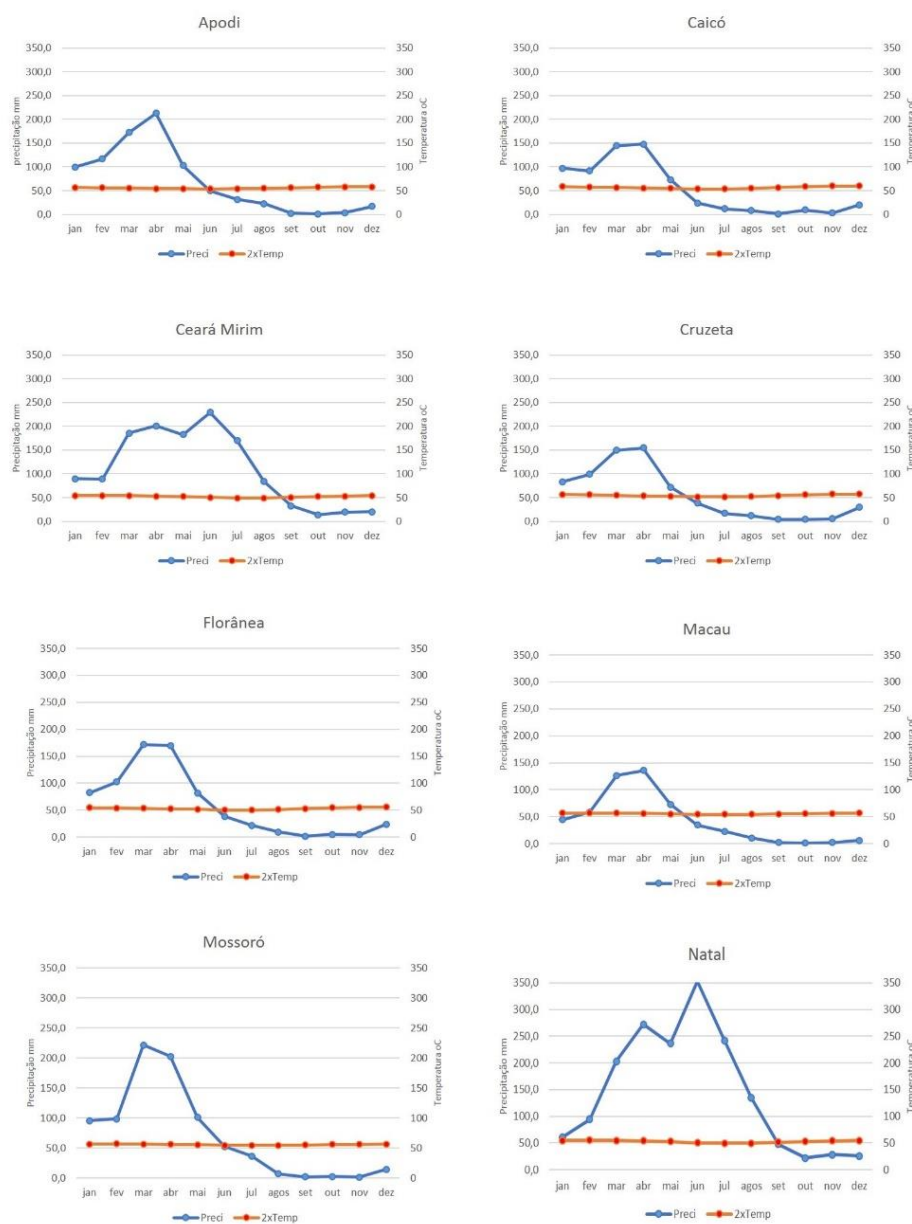 Apodi
precipitação mm
350,0 350
300,0 300
250,0 250
200,0 200
150,0 150
100,0 100
50,0 50
0,0 0
Temperatura oC
jan fev mar abr mai jun jul agos set out nov dez
Preci 2xTemp
Caicó
Precipitação mm
350,0 350
300,0 300
250,0 250
200,0 200
150,0 150
100,0 100
50,0 50
0,0 0
Temperatura oC
jan fev mar abr mai jun jul agos set out nov dez
Preci 2xTemp
Ceará Mirim
Precipitação mm
350,0 350
300,0 300
250,0 250
200,0 200
150,0 150
100,0 100
50,0 50
0,0 0
Temperatura oC
jan fev mar abr mai jun jul agos set out nov dez
Preci 2xTemp
Cruzeta
Precipitação mm
350,0 350
300,0 300
250,0 250
200,0 200
150,0 150
100,0 100
50,0 50
0,0 0
Temperatura oC
jan fev mar abr mai jun jul agos set out nov dez
Preci 2xTemp
Florânea
Precipitação mm
350,0 350
300,0 300
250,0 250
200,0 200
150,0 150
100,0 100
50,0 50
0,0 0
Temperatura oC
jan fev mar abr mai jun jul agos set out nov dez
Preci 2xTemp
Macau
Precipitação mm
350,0 350
300,0 300
250,0 250
200,0 200
150,0 150
100,0 100
50,0 50
0,0 0
Temperatura oC
jan fev mar abr mai jun jul agos set out nov dez
Preci 2xTemp
Mossoró
Precipitação mm
350,0 350
300,0 300
250,0 250
200,0 200
150,0 150
100,0 100
50,0 50
0,0 0
Temperatura oC
jan fev mar abr mai jun jul agos set out nov dez
Preci 2xTemp
Natal
Precipitação mm
350,0 350
300,0 300
250,0 250
200,0 200
150,0 150
100,0 100
50,0 50
0,0 0
Temperatura oC
jan fev mar abr mai jun jul agos set out nov dez
Preci 2xTemp